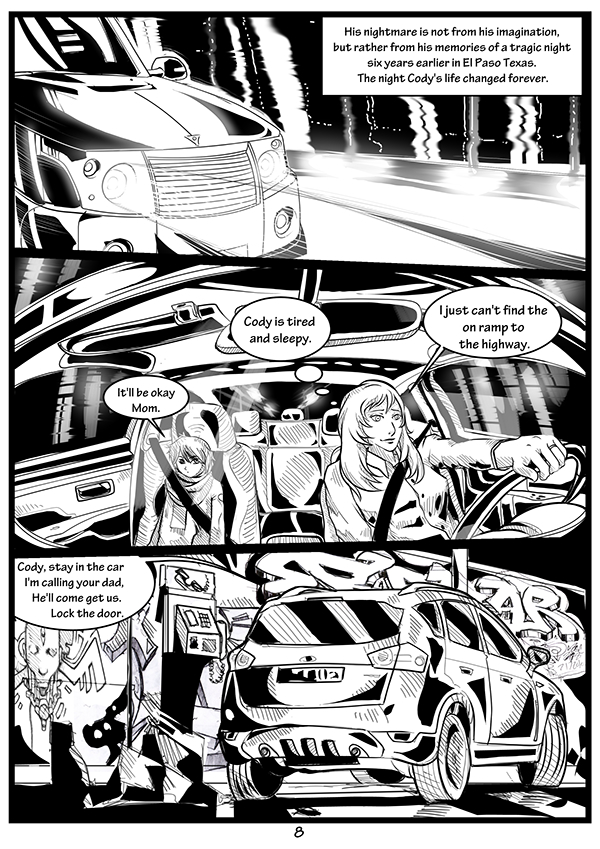 His nightmare is not from his imagination,
but rather from his memories of a tragic night
six years earlier in El Paso Texas.
The night Cody's life changed forever.
Cody is tired
and sleepy.
I just can't find the
on ramp to
the highway.
It'll be okay
Mom.
Cody, stay in the car
I'm calling your dad,
He'll come get us.
Lock the door.
8